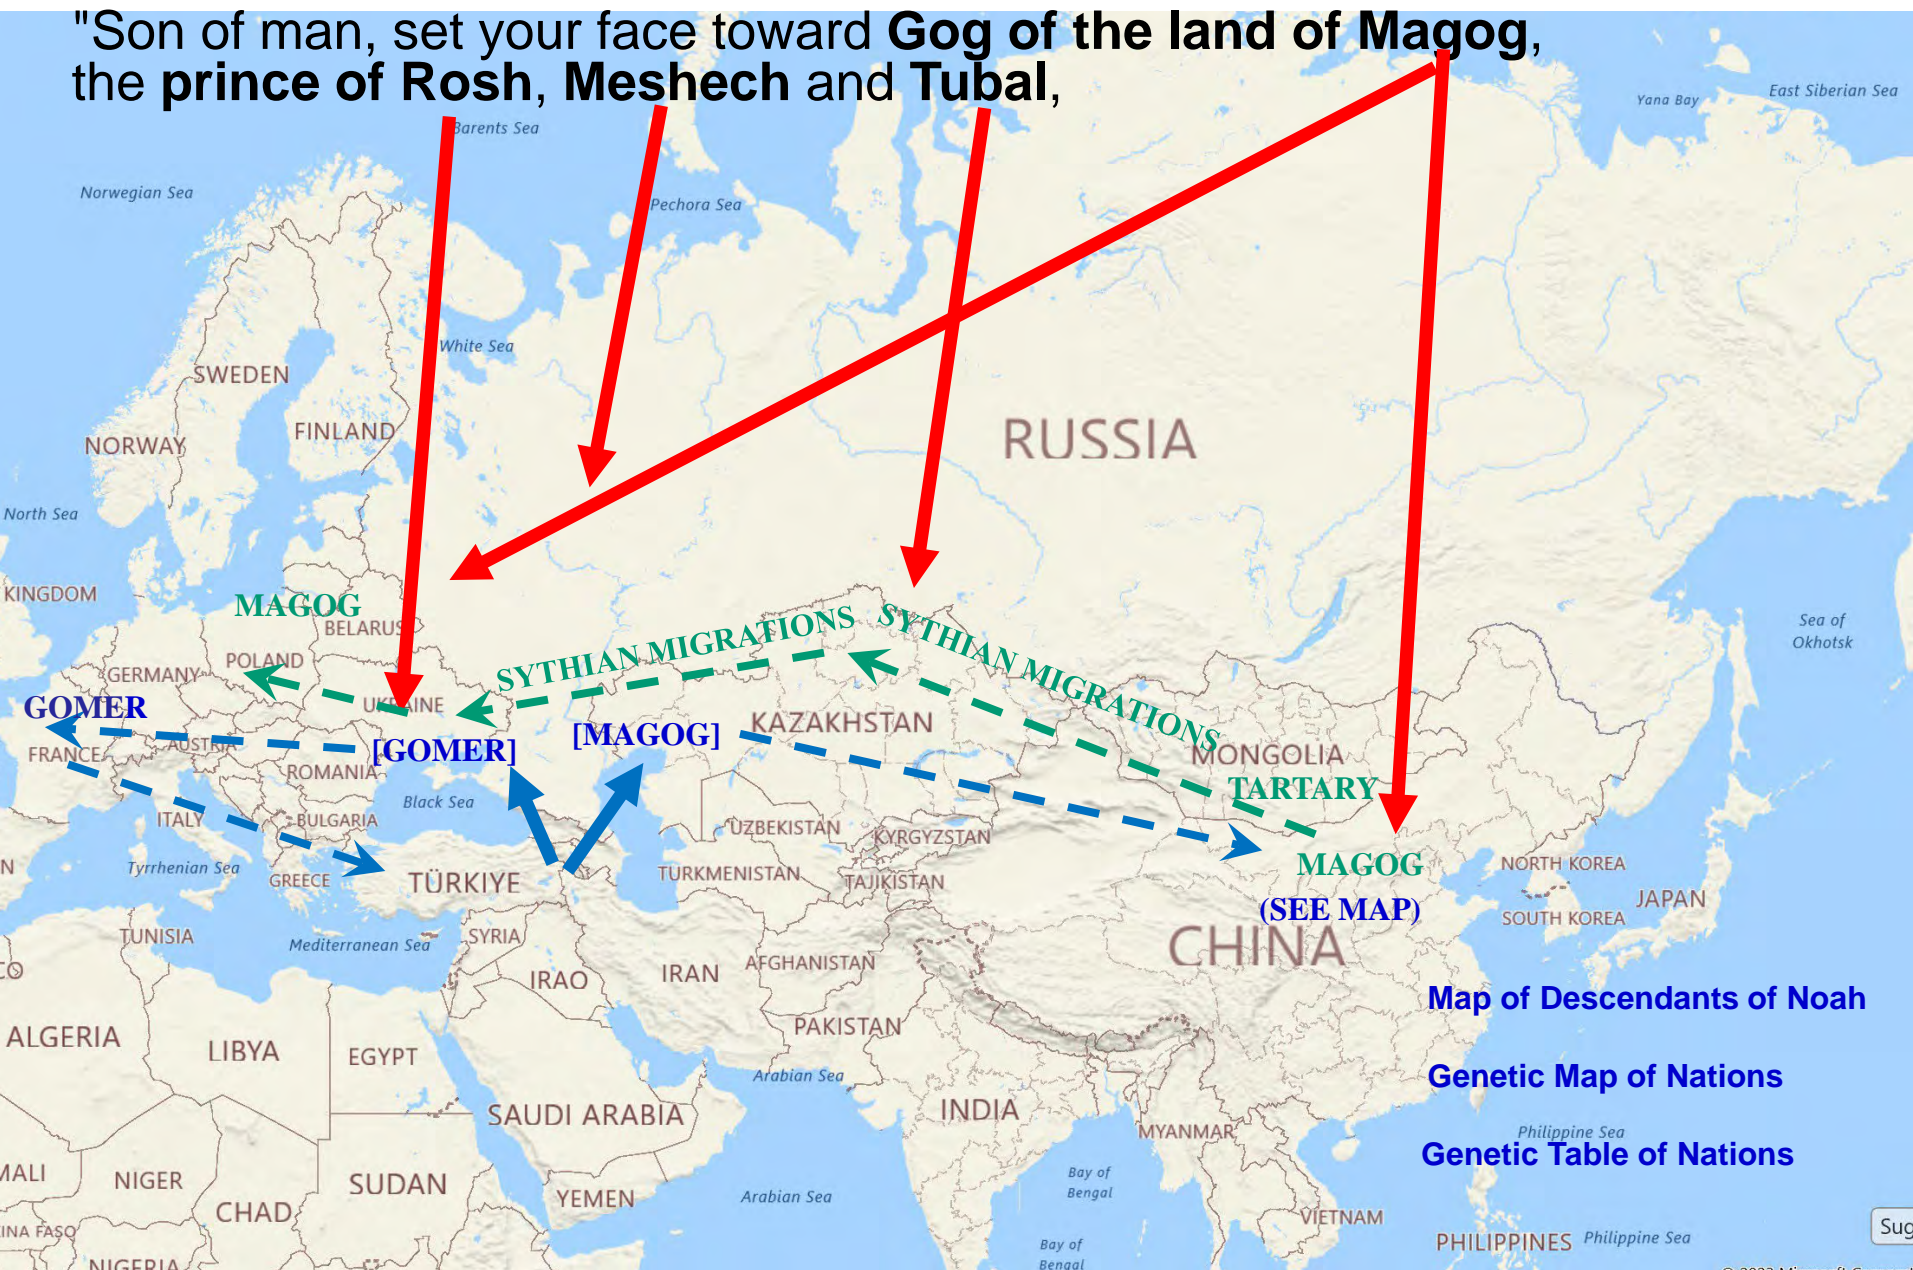 "Son of man, set your face toward Gog of the land of Magog,
the prince of Rosh, Meshech and Tubal,
Barents Sea
Yana Bay
East Siberian Sea
Norwegian Sea
Pechora Sea
White Sea
SWEDEN
RUSSIA
NORWAY
FINLAND
North Sea
KINGDOM
MAGOG
BELARUS
SYTHIAN MIGRATIONS
SYTHIAN MIGRATIONS
Sea of
Okhotsk
GERMANY
POLAND
GOMER
UKRAINE
[GOMER]
[MAGOG]
KAZAKHSTAN
MONGOLIA
FRANCE
AUSTRIA
ROMANIA
TARTARY
Black Sea
ITALY
BULGARIA
UZBEKISTAN
KYRGYZSTAN
N
Tyrrhenian Sea
GREECE
TÜRKIYE
TURKMENISTAN
TAJIKISTAN
MAGOG
NORTH KOREA
(SEE MAP)
SOUTH KOREA
JAPAN
TUNISIA
Mediterranean Sea
SYRIA
CHINA
CO
IRAQ
IRAN
AFGHANISTAN
Map of Descendants of Noah
ALGERIA
LIBYA
EGYPT
PAKISTAN
Arabian Sea
Genetic Map of Nations
SAUDI ARABIA
INDIA
MYANMAR
Philippine Sea
Genetic Table of Nations
MALI
NIGER
SUDAN
YEMEN
Arabian Sea
Bay of
Bengal
CHAD
VIETNAM
INA FASO
PHILIPPINES
Philippine Sea
Sug
Bay of
Bengal
NIGERIA